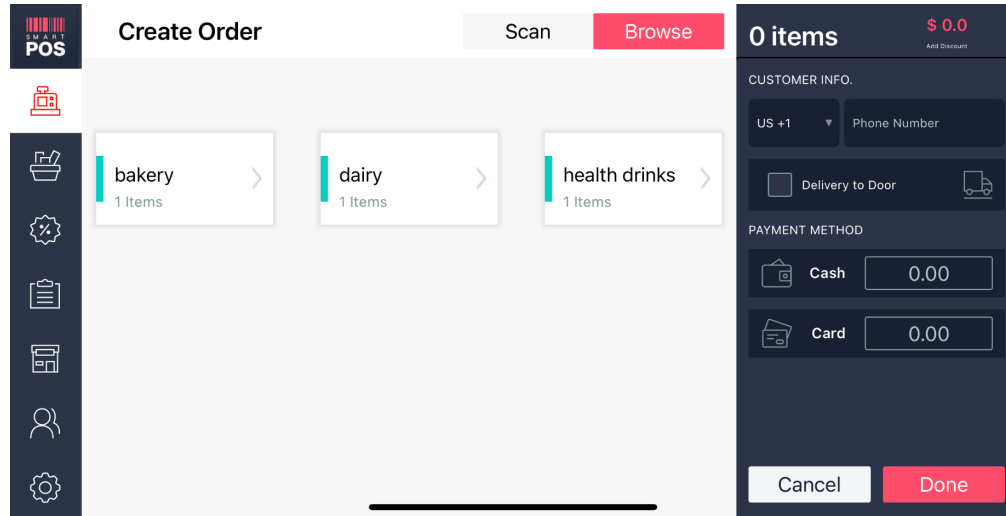 SMART
POS
Create Order
Scan
Browse
bakery
1 Items
dairy
1 Items
health drinks
1 Items
0 items
$ 0.0
Add Discount
CUSTOMER INFO.
US +1
Phone Number
Delivery to Door
PAYMENT METHOD
Cash
0.00
Card
0.00
Cancel
Done